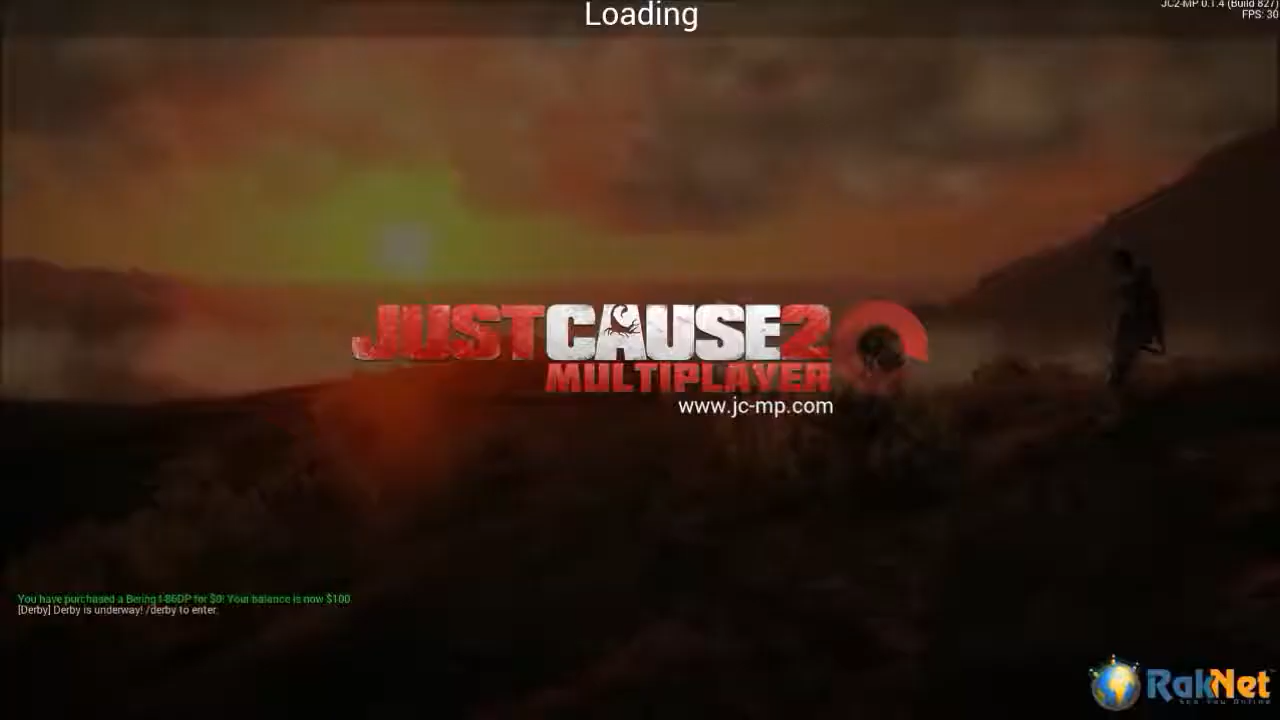 Loading
JC2-MP 0.1.4 (Build 827)
FPS: 30
JUST CAUSE 2
MULTIPLAYER
www.jc-mp.com
You have purchased a Bering I-86DP for $0! Your balance is now $100.
[Derby] Derby is underway! /derby to enter.
RakNet